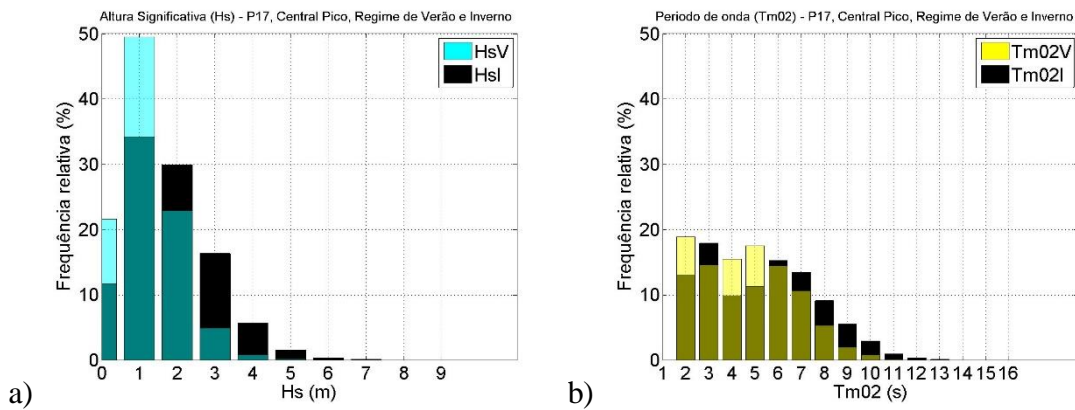 Altura Significativa (Hs) - P17, Central Pico, Regime de Verão e Inverno
50
40
30
20
10
0
Frequência relativa (%)
HsV
HsI
0 1 2 3 4 5 6 7 8 9
Hs (m)
a)
Periodo de onda (Tm02) - P17, Central Pico, Regime de Verão e Inverno
50
40
30
20
10
0
Frequência relativa (%)
Tm02V
Tm02I
1 2 3 4 5 6 7 8 9 10 11 12 13 14 15 16
Tm02 (s)
b)